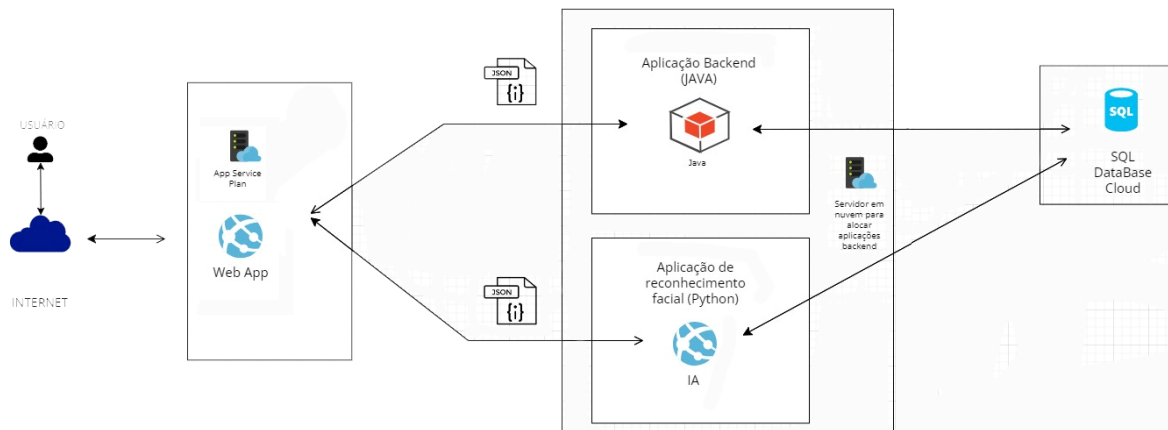 USUÁRIO
INTERNET
App Service
Plan
Web App
JSON
{i}
JSON
{i}
Aplicação Backend
(JAVA)
Java
Servidor em
nuvem para
alocar
aplicações
backend
Aplicação de
reconhecimento
facial (Python)
IA
SQL
SQL
DataBase
Cloud